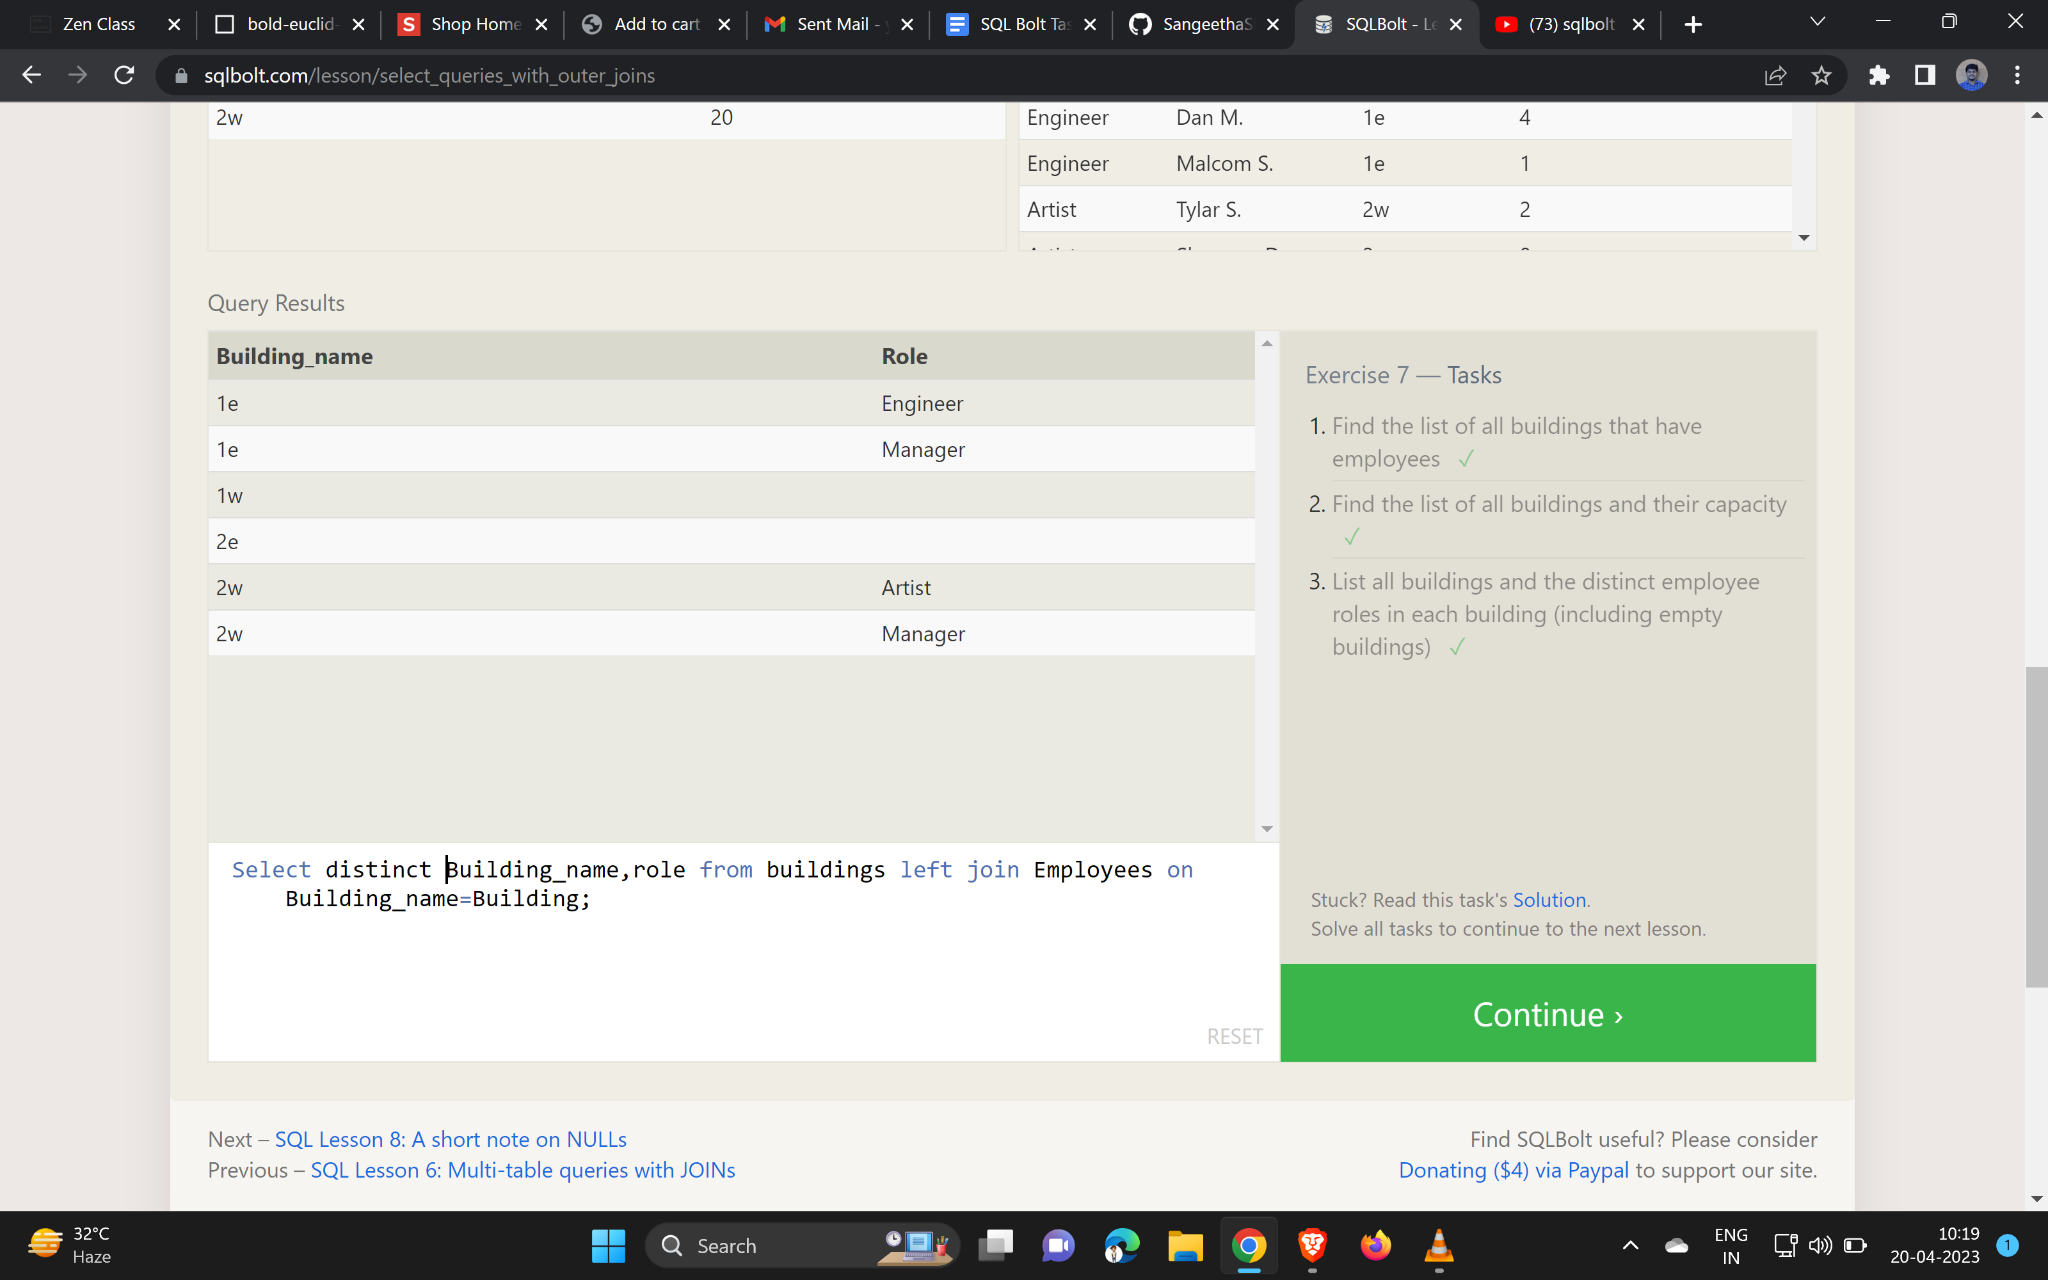 Zen Class
bold-euclid-
Shop Home
Add to cart
Sent Mail -
SQL Bolt Tas
SangeethaS
SQLBolt - Le
(73) sqlbolt
sqlbolt.com/lesson/select_queries_with_outer_joins
2w 20
Engineer Dan M. 1e 4
Engineer Malcom S. 1e 1
Artist Tylar S. 2w 2
Query Results
Building_name Role
1e Engineer
1e Manager
1w
2e
2w Artist
2w Manager
Exercise 7 — Tasks
1. Find the list of all buildings that have
employees ✓
2. Find the list of all buildings and their capacity
✓
3. List all buildings and the distinct employee
roles in each building (including empty
buildings) ✓
Select distinct Building_name,role from buildings left join Employees on
Building_name=Building;
RESET
Stuck? Read this task's Solution.
Solve all tasks to continue to the next lesson.
Continue ›
Next – SQL Lesson 8: A short note on NULLs
Previous – SQL Lesson 6: Multi-table queries with JOINs
Find SQLBolt useful? Please consider
Donating ($4) via Paypal to support our site.
32°C
Haze
Search
ENG
IN
10:19
20-04-2023
1